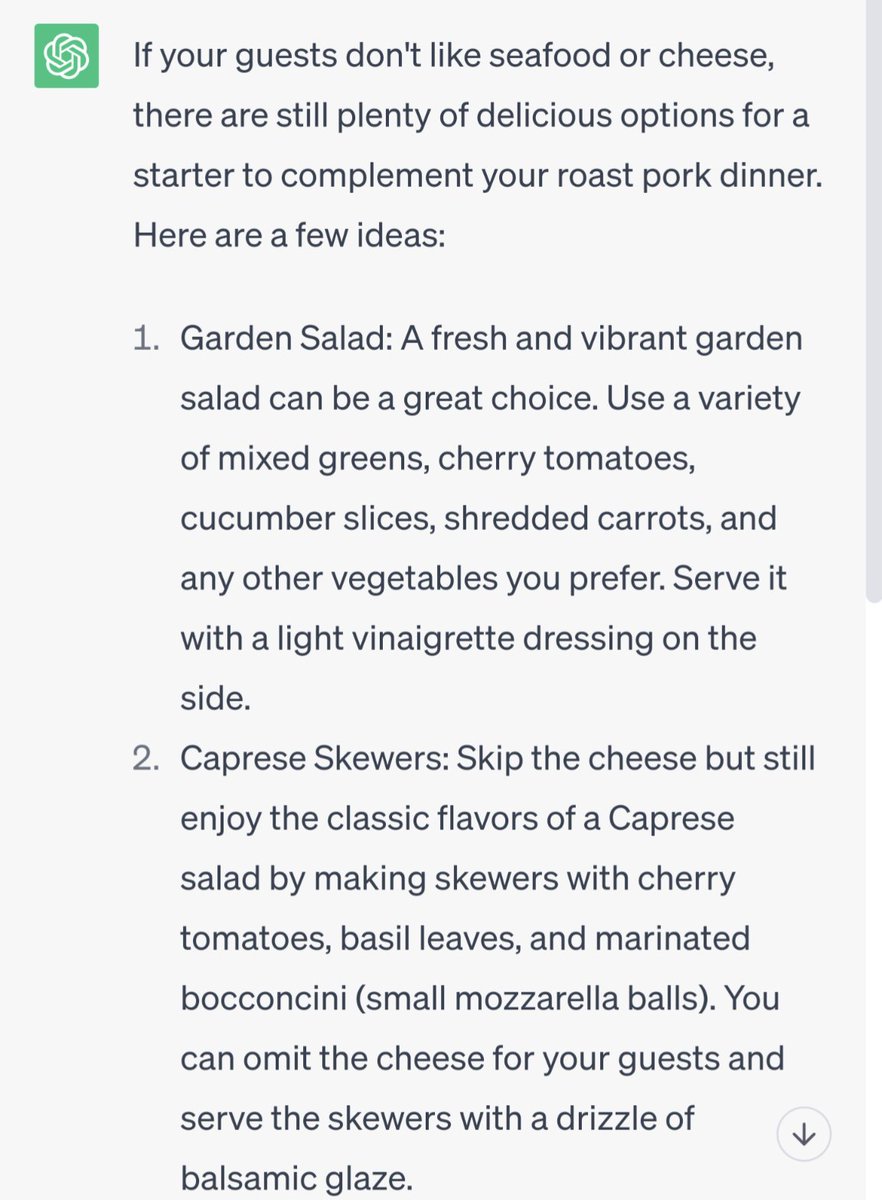 If your guests don't like seafood or cheese,
there are still plenty of delicious options for a
starter to complement your roast pork dinner.
Here are a few ideas:
1. Garden Salad: A fresh and vibrant garden
salad can be a great choice. Use a variety
of mixed greens, cherry tomatoes,
cucumber slices, shredded carrots, and
any other vegetables you prefer. Serve it
with a light vinaigrette dressing on the
side.
2. Caprese Skewers: Skip the cheese but still
enjoy the classic flavors of a Caprese
salad by making skewers with cherry
tomatoes, basil leaves, and marinated
bocconcini (small mozzarella balls). You
can omit the cheese for your guests and
serve the skewers with a drizzle of
balsamic glaze.